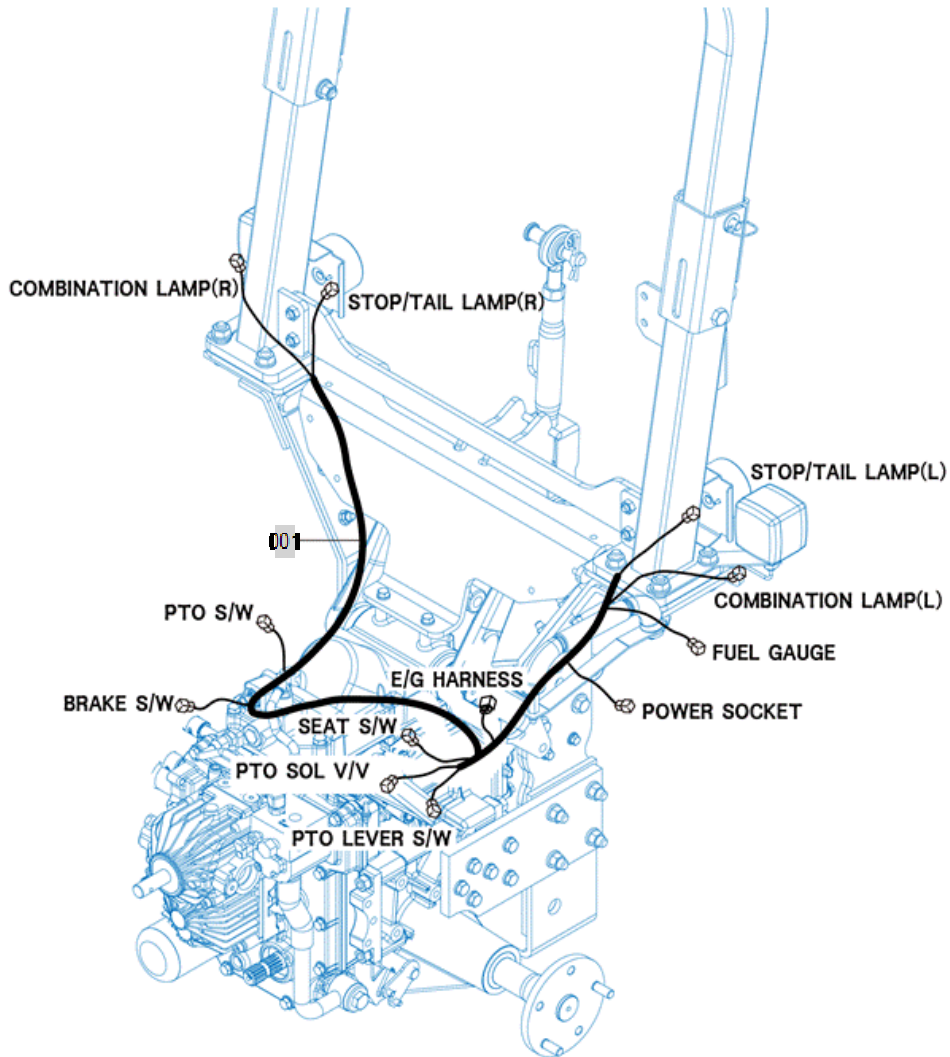 COMBINATION LAMP(R)
STOP/TAIL LAMP(R)
STOP/TAIL LAMP(L)
001
COMBINATION LAMP(L)
PTO S/W
FUEL GAUGE
E/G HARNESS
BRAKE S/W
POWER SOCKET
SEAT S/W
PTO SOL V/V
PTO LEVER S/W